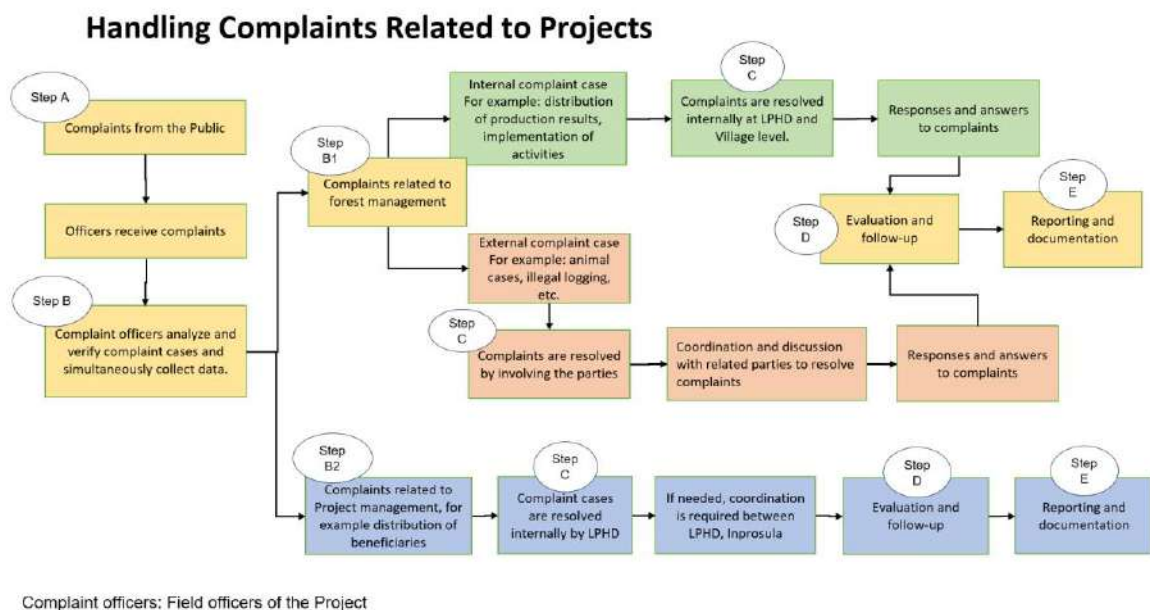 Handling Complaints Related to Projects
Step A
Complaints from the Public
Officers receive complaints
Step B
Complaint officers analyze and
verify complaint cases and
simultaneously collect data.
Step
B1
Complaints related to
forest management
Internal complaint case
For example: distribution
of production results,
implementation of
activities
Step
C
Complaints are resolved
internally at LPHD and
Village level.
Responses and answers
to complaints
External complaint case
For example: animal
cases, illegal logging,
etc.
Step
C
Complaints are resolved
by involving the parties
Coordination and discussion
with related parties to resolve
complaints
Responses and answers
to complaints
Step
D
Evaluation and
follow-up
Step
E
Reporting and
documentation
Step
B2
Complaints related to
Project management, for
example distribution of
beneficiaries
Step
C
Complaint cases
are resolved
internally by LPHD
If needed, coordination
is required between
LPHD, Inprosula
Step
D
Evaluation and
follow-up
Step
E
Reporting and
documentation
Complaint officers: Field officers of the Project